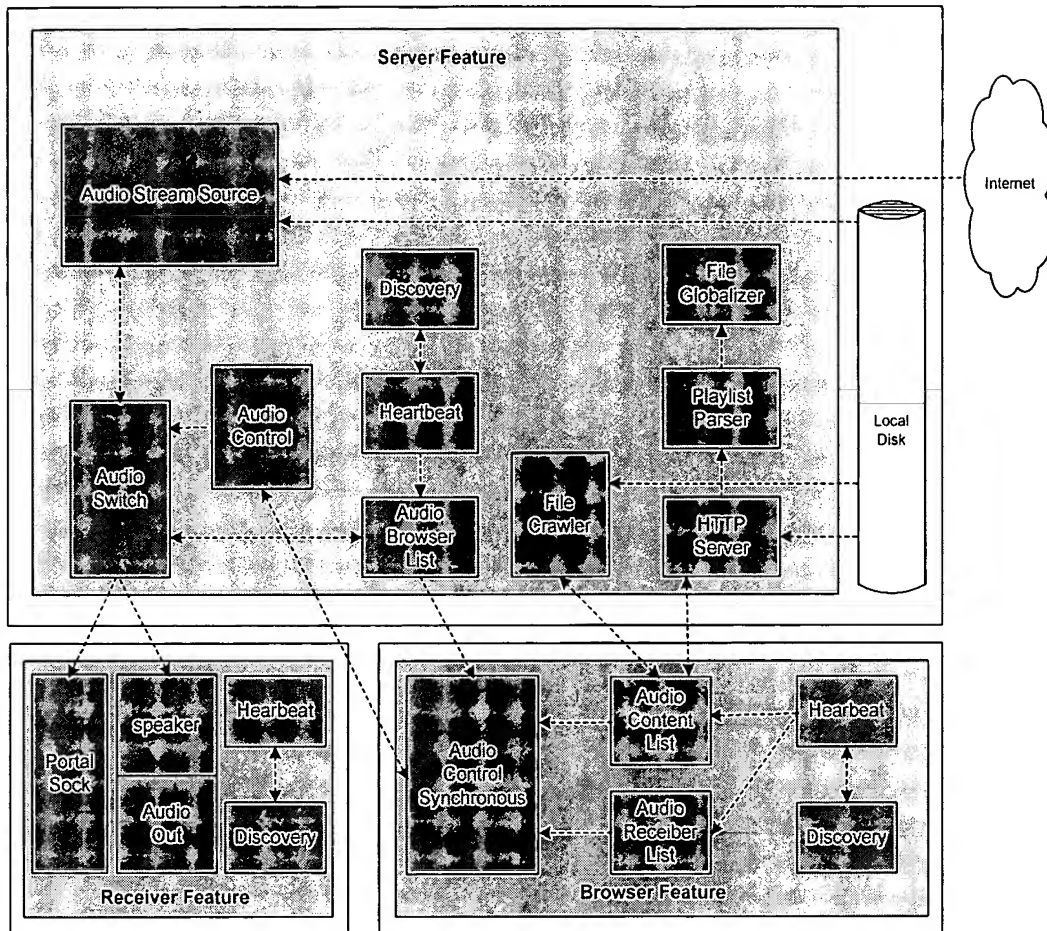 Server Feature
Audio Stream Source
Internet
Discovery
File
Globalizer
Audio
Control
Heartbeat
Playlist
Parser
Local
Disk
Audio
Switch
Audio
Browser
List
File
Crawler
HTTP
Server
Portal
Sock
speaker
Hearbeat
Audio
Out
Discovery
Receiver Feature
Audio
Control
Synchronous
Audio
Content
List
Hearbeat
Audio
Receiber
List
Discovery
Browser Feature